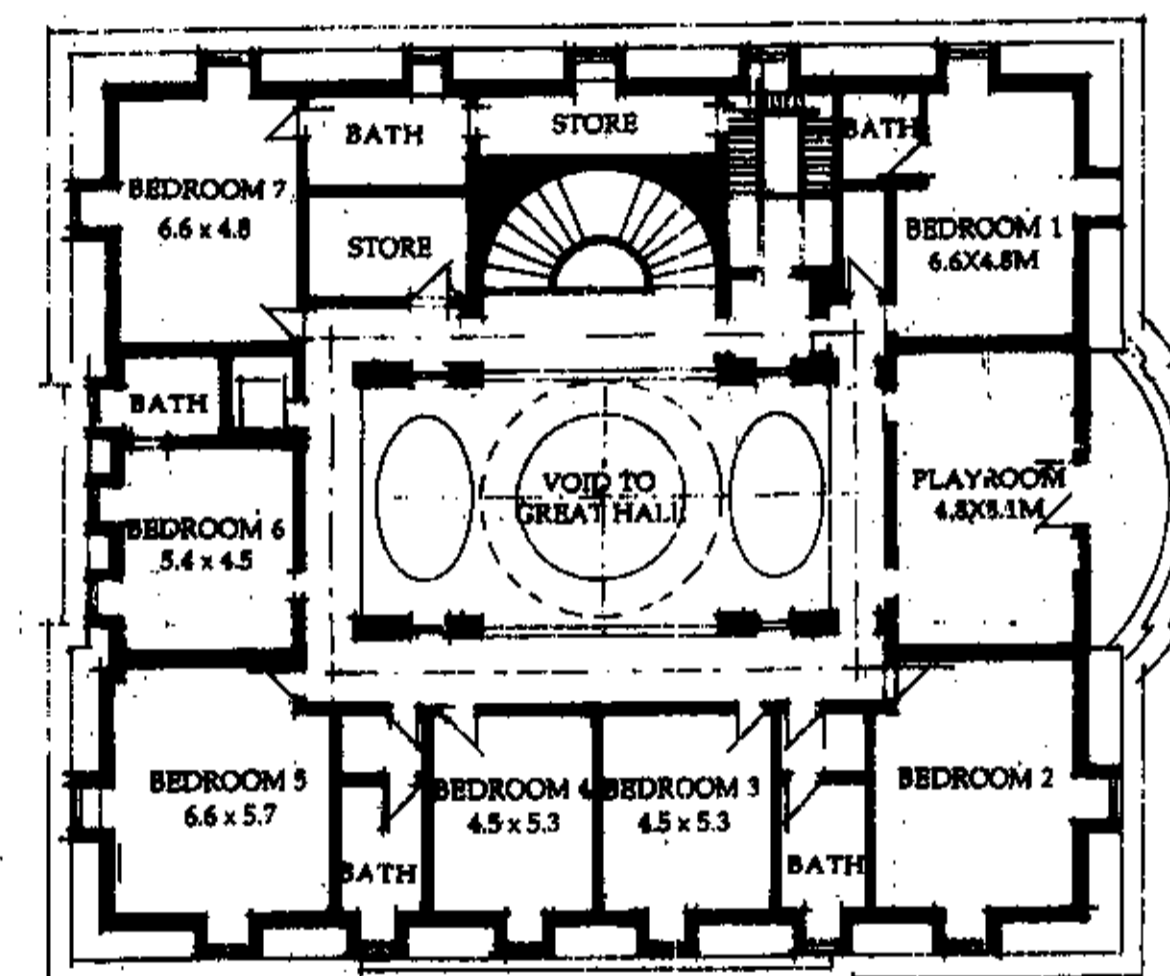 BATH
STORE
BATH
BEDROOM 7
6.6 x 4.8
STORE
BEDROOM 1
6.6X4.8M
BATH
VOID TO
GREAT HALL
PLAYROOM
BEDROOM 6
5.4 x 4.5
BEDROOM 5
6.6 x 5.7
BEDROOM 4
4.5 x 5.3
BEDROOM 3
4.5 x 5.3
BEDROOM 2
BATH
BATH